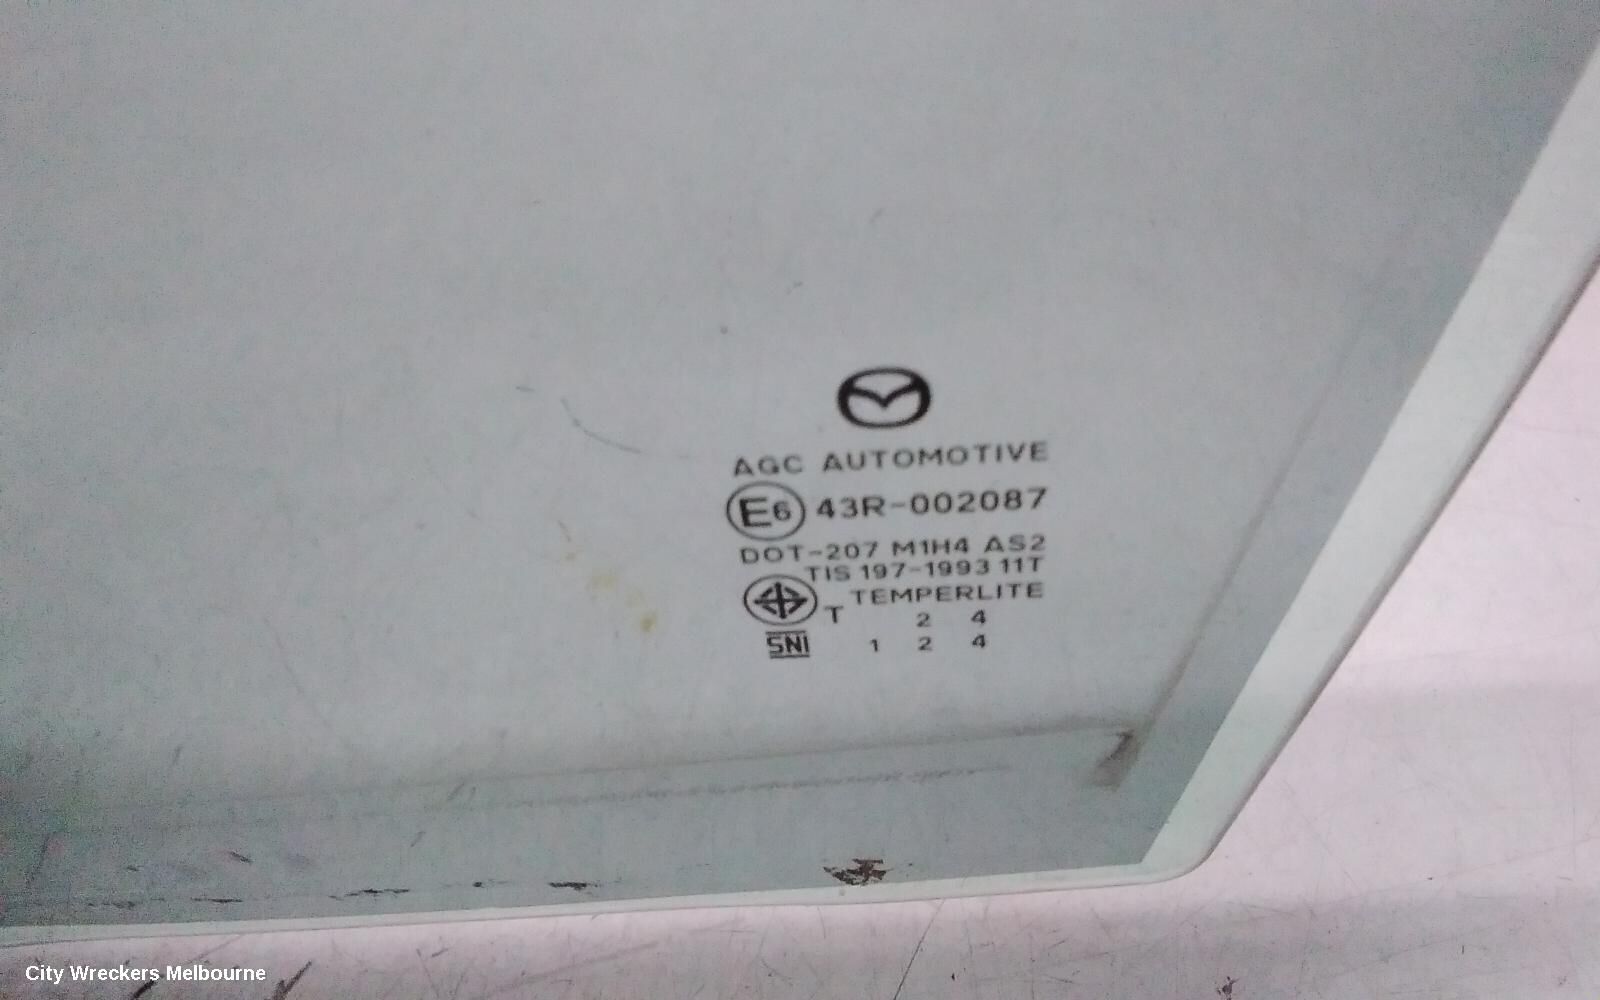 AGC AUTOMOTIVE
E6 43R-002087
DOT-207 M1H4 AS2
TIS 197-1993 11T
TEMPERLITE
T 2 4
SNI 1 2 4
City Wreckers Melbourne